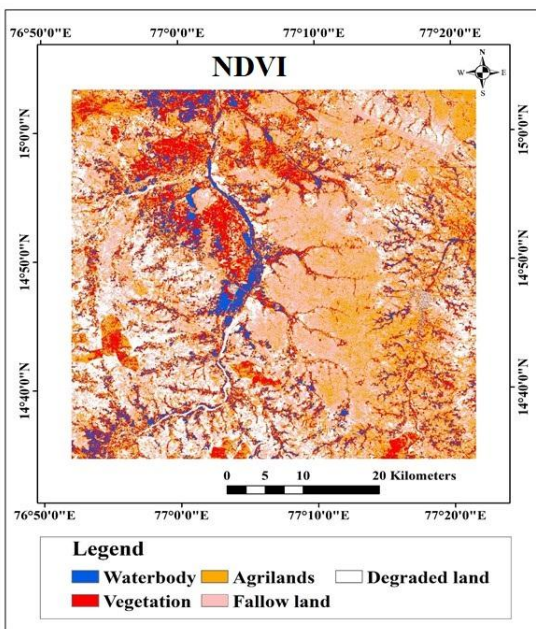 76°50'0"E 77°0'0"E 77°10'0"E 77°20'0"E
NDVI
N
W E
S
15°0'0"N 15°0'0"N
14°50'0"N 14°50'0"N
14°40'0"N 14°40'0"N
0 5 10 20 Kilometers
76°50'0"E 77°0'0"E 77°10'0"E 77°20'0"E
Legend
Waterbody Agrilands Degraded land
Vegetation Fallow land